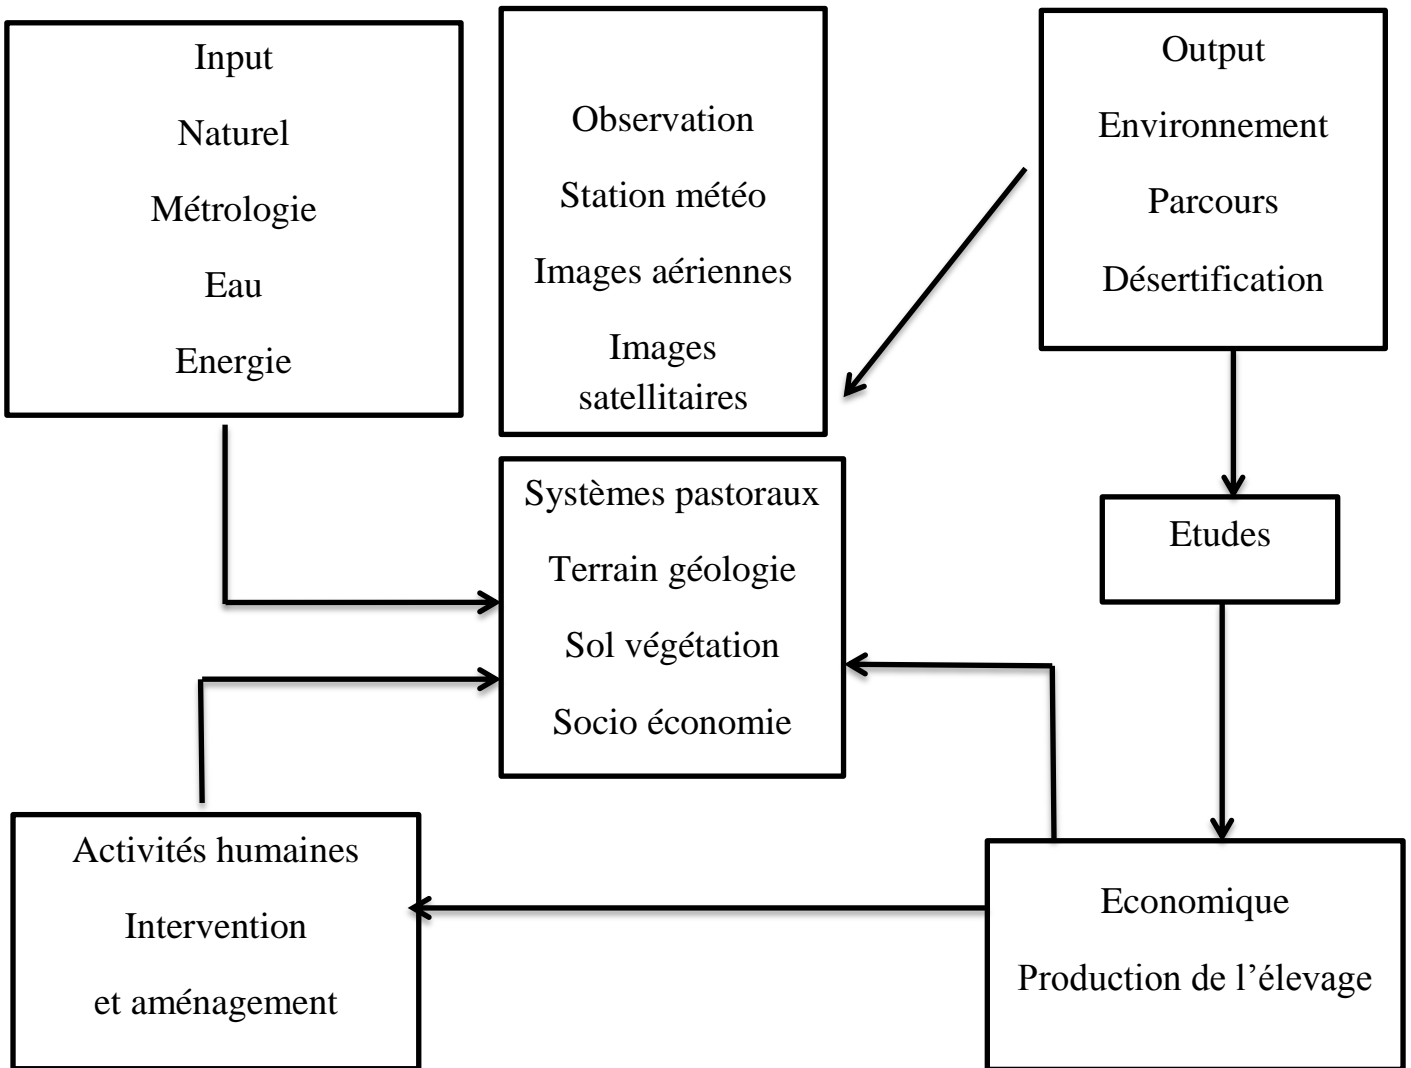 Input
Naturel
Métrologie
Eau
Energie
Observation
Station météo
Images aériennes
Images
satellitaires
Output
Environnement
Parcours
Désertification
Systèmes pastoraux
Terrain géologie
Sol végétation
Socio économie
Etudes
Activités humaines
Intervention
et aménagement
Economique
Production de l’élevage